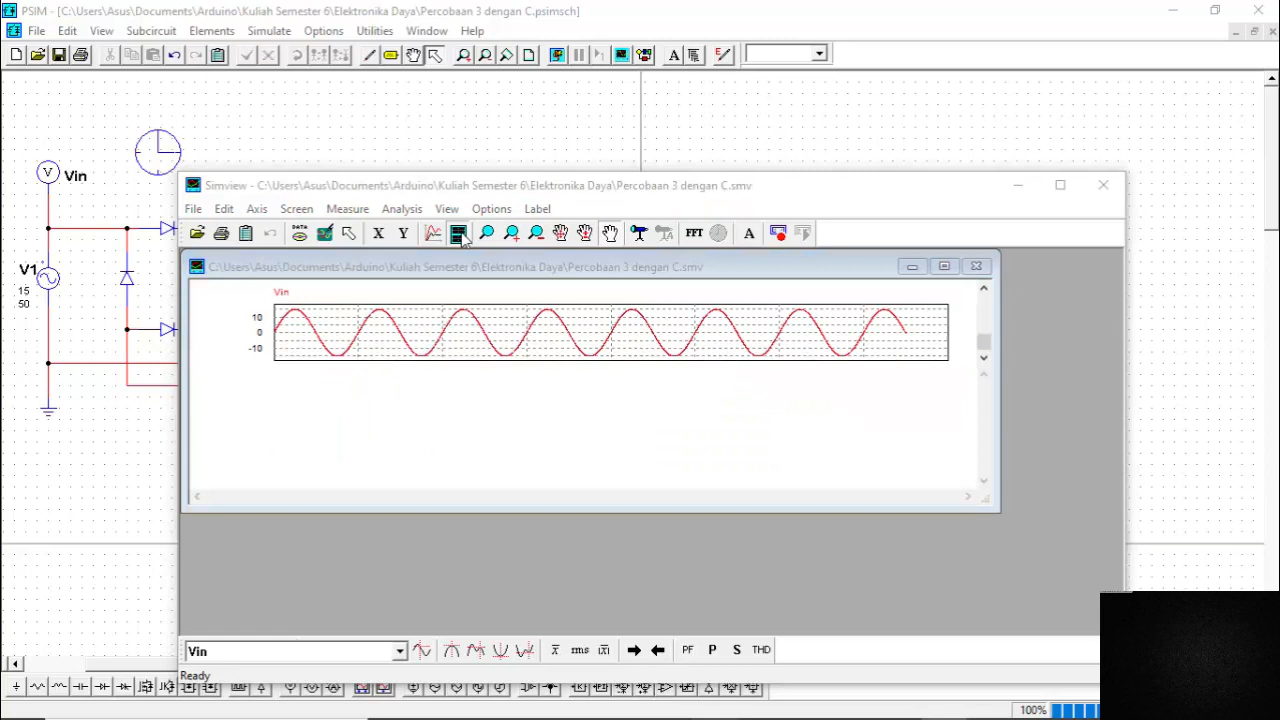 PSIM - [C:\Users\Asus\Documents\Arduino\Kuliah Semester 6\Elektronika Daya\Percobaan 3 dengan C.psimsch]
File Edit View Subcircuit Elements Simulate Options Utilities Window Help
A
V Vin
Simview - C:\Users\Asus\Documents\Arduino\Kuliah Semester 6\Elektronika Daya\Percobaan 3 dengan C.smv
File Edit Axis Screen Measure Analysis View Options Label
DATA X Y FFT A
C:\Users\Asus\Documents\Arduino\Kuliah Semester 6\Elektronika Daya\Percobaan 3 dengan C.smv
V1
15
50
Vin
10
0
-10
Vin
x rms |x| PF P S THD
Ready
100%